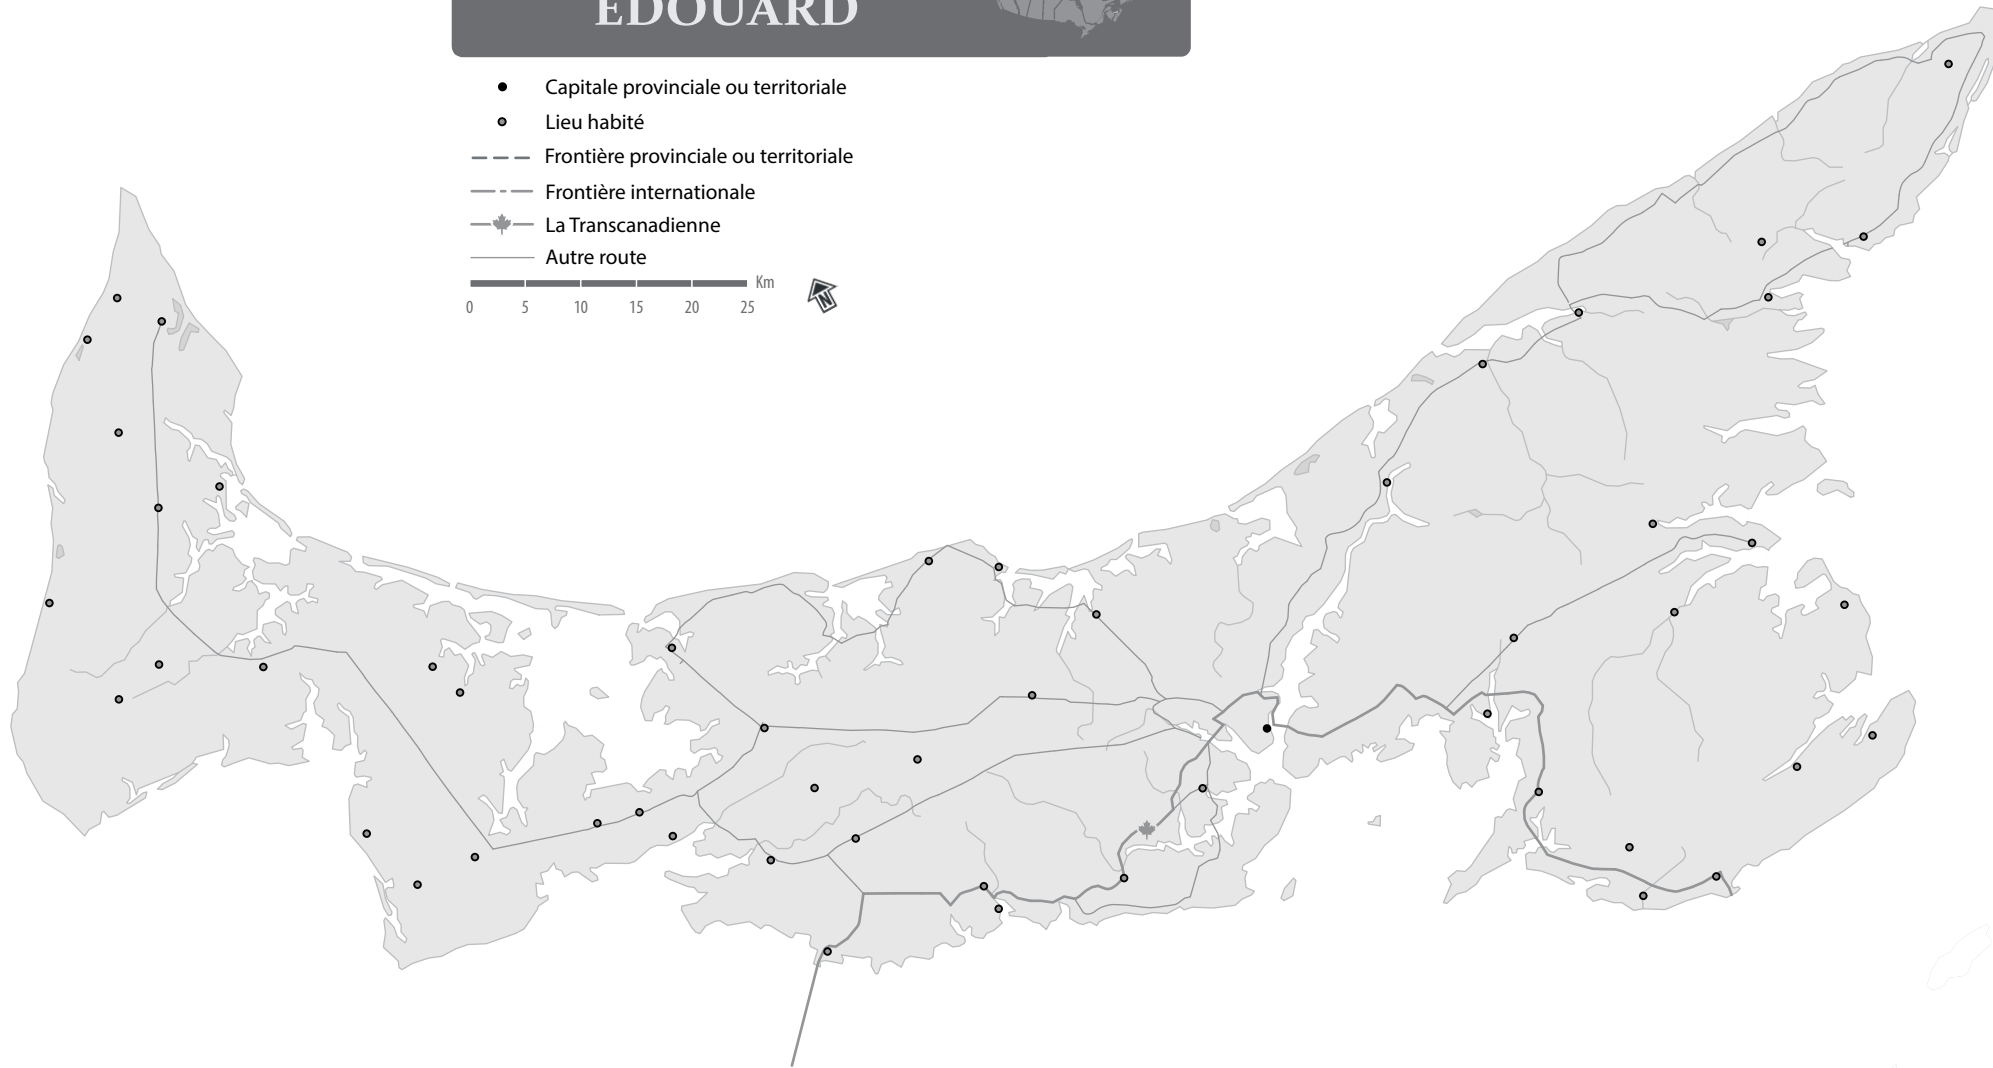 ÉDOUARD
Capitale provinciale ou territoriale
Lieu habité
Frontière provinciale ou territoriale
Frontière internationale
La Transcanadienne
Autre route
Km
0 5 10 15 20 25
N